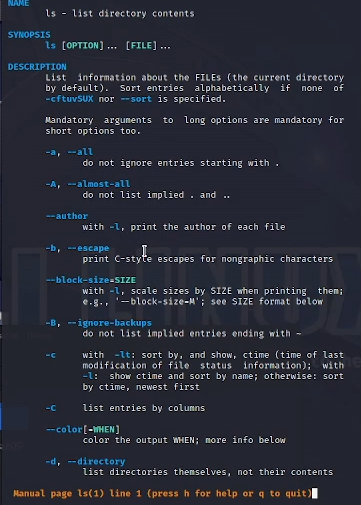 NAME
ls - list directory contents
SYNOPSIS
ls [OPTION]... [FILE]...
DESCRIPTION
List information about the FILEs (the current directory
by default). Sort entries alphabetically if none of
-cftuvSUX nor --sort is specified.
Mandatory arguments to long options are mandatory for
short options too.
-a, --all
do not ignore entries starting with .
-A, --almost-all
do not list implied . and ..
--author
with -l, print the author of each file
-b, --escape
print C-style escapes for nongraphic characters
--block-size=SIZE
with -l, scale sizes by SIZE when printing them;
e.g., '--block-size=M'; see SIZE format below
-B, --ignore-backups
do not list implied entries ending with ~
-c with -lt: sort by, and show, ctime (time of last
modification of file status information); with
-l: show ctime and sort by name; otherwise: sort
by ctime, newest first
-C list entries by columns
--color[=WHEN]
color the output WHEN; more info below
-d, --directory
list directories themselves, not their contents
Manual page ls(1) line 1 (press h for help or q to quit)